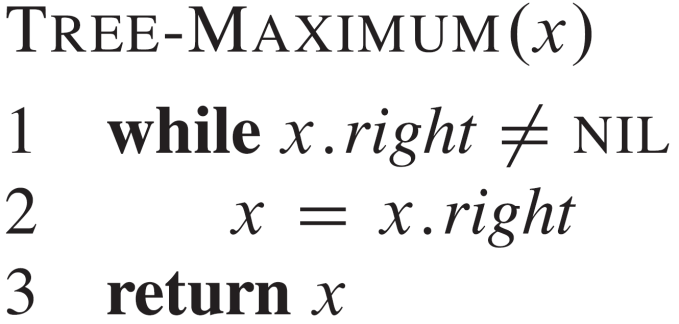 TREE-MAXIMUM(x)
1 while x.right ≠ NIL
2 x = x.right
3 return x